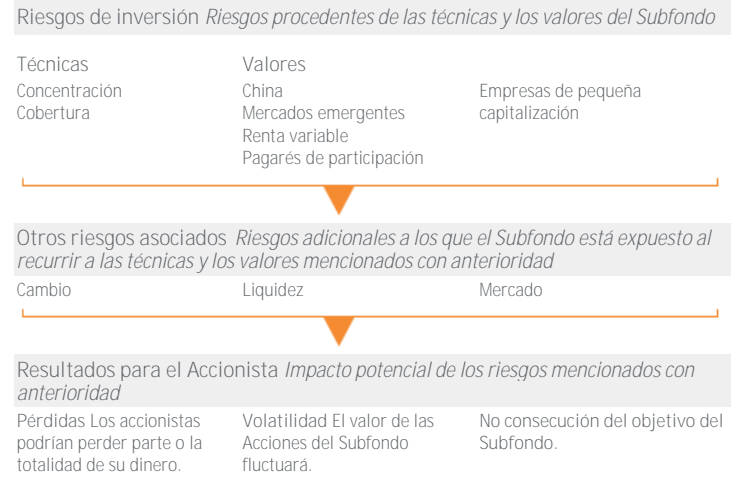 Riesgos de inversión Riesgos procedentes de las técnicas y los valores del Subfondo
Técnicas
Concentración
Cobertura
Valores
China
Mercados emergentes
Renta variable
Pagarés de participación
Empresas de pequeña
capitalización
Otros riesgos asociados Riesgos adicionales a los que el Subfondo está expuesto al
recurrir a las técnicas y los valores mencionados con anterioridad
Cambio
Liquidez
Mercado
Resultados para el Accionista Impacto potencial de los riesgos mencionados con
anterioridad
Pérdidas Los accionistas
podrían perder parte o la
totalidad de su dinero.
Volatilidad El valor de las
Acciones del Subfondo
fluctuará.
No consecución del objetivo del
Subfondo.